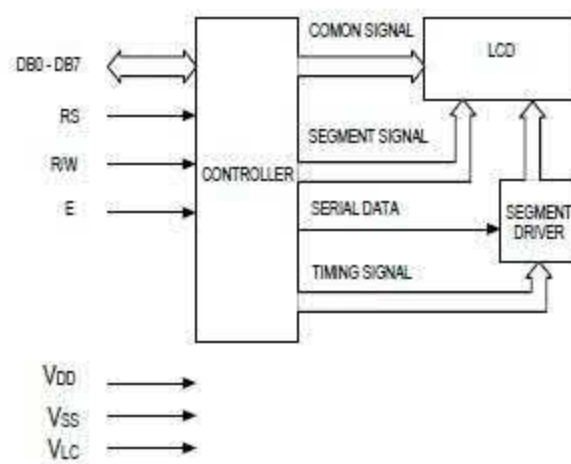 COMON SIGNAL
LCD
DB0 - DB7
RS
SEGMENT SIGNAL
R/W
CONTROLLER
E
SERIAL DATA
SEGMENT
DRIVER
TIMING SIGNAL
VDD
VSS
VLC